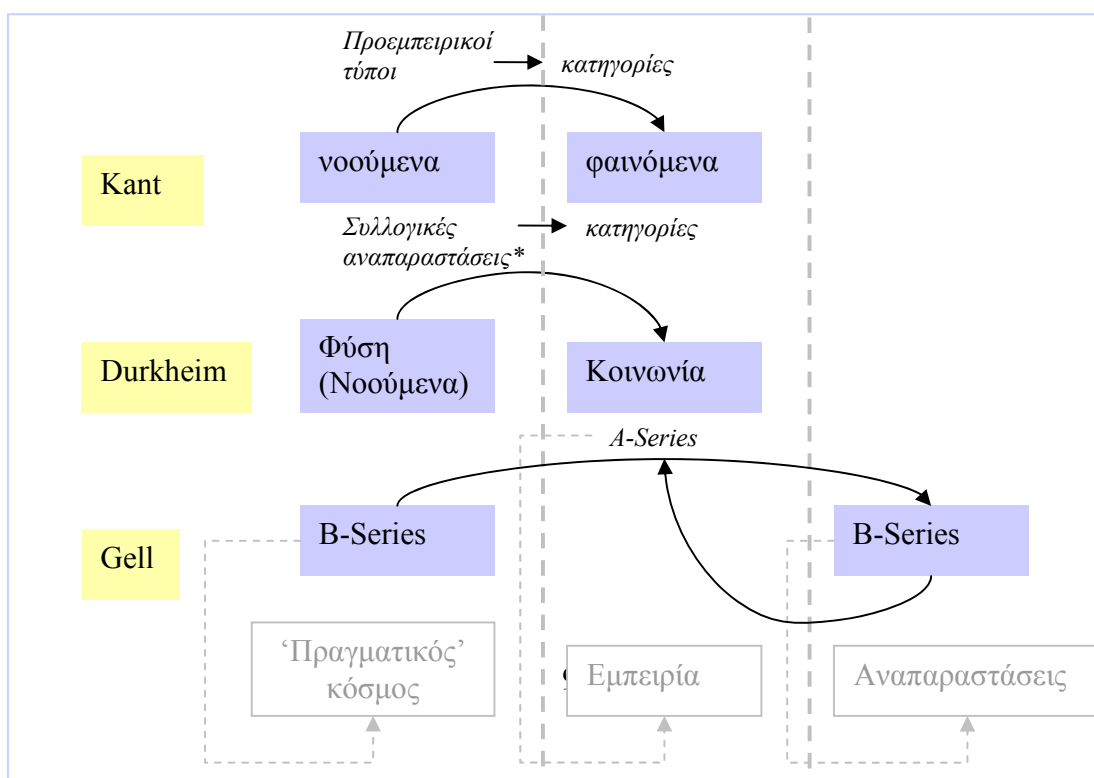 Προεμπειρικοί
τύποι
κατηγορίες
νοούμενα
φαινόμενα
Kant
Συλλογικές
αναπαραστάσεις*
κατηγορίες
Φύση
(Νοούμενα)
Κοινωνία
Durkheim
A-Series
B-Series
B-Series
Gell
‘Πραγματικός’
κόσμος
Εμπειρία
Αναπαραστάσεις